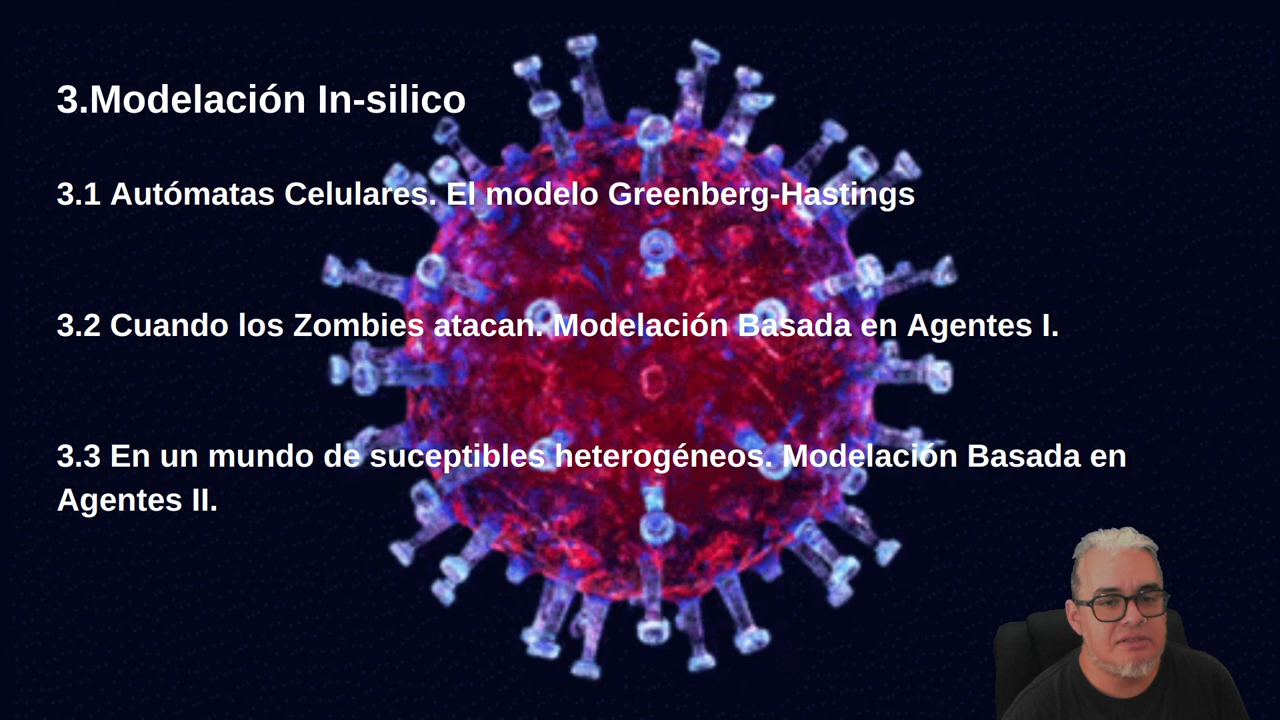 3.Modelación In-silico
3.1 Autómatas Celulares. El modelo Greenberg-Hastings
3.2 Cuando los Zombies atacan. Modelación Basada en Agentes I.
3.3 En un mundo de suceptibles heterogéneos. Modelación Basada en
Agentes II.